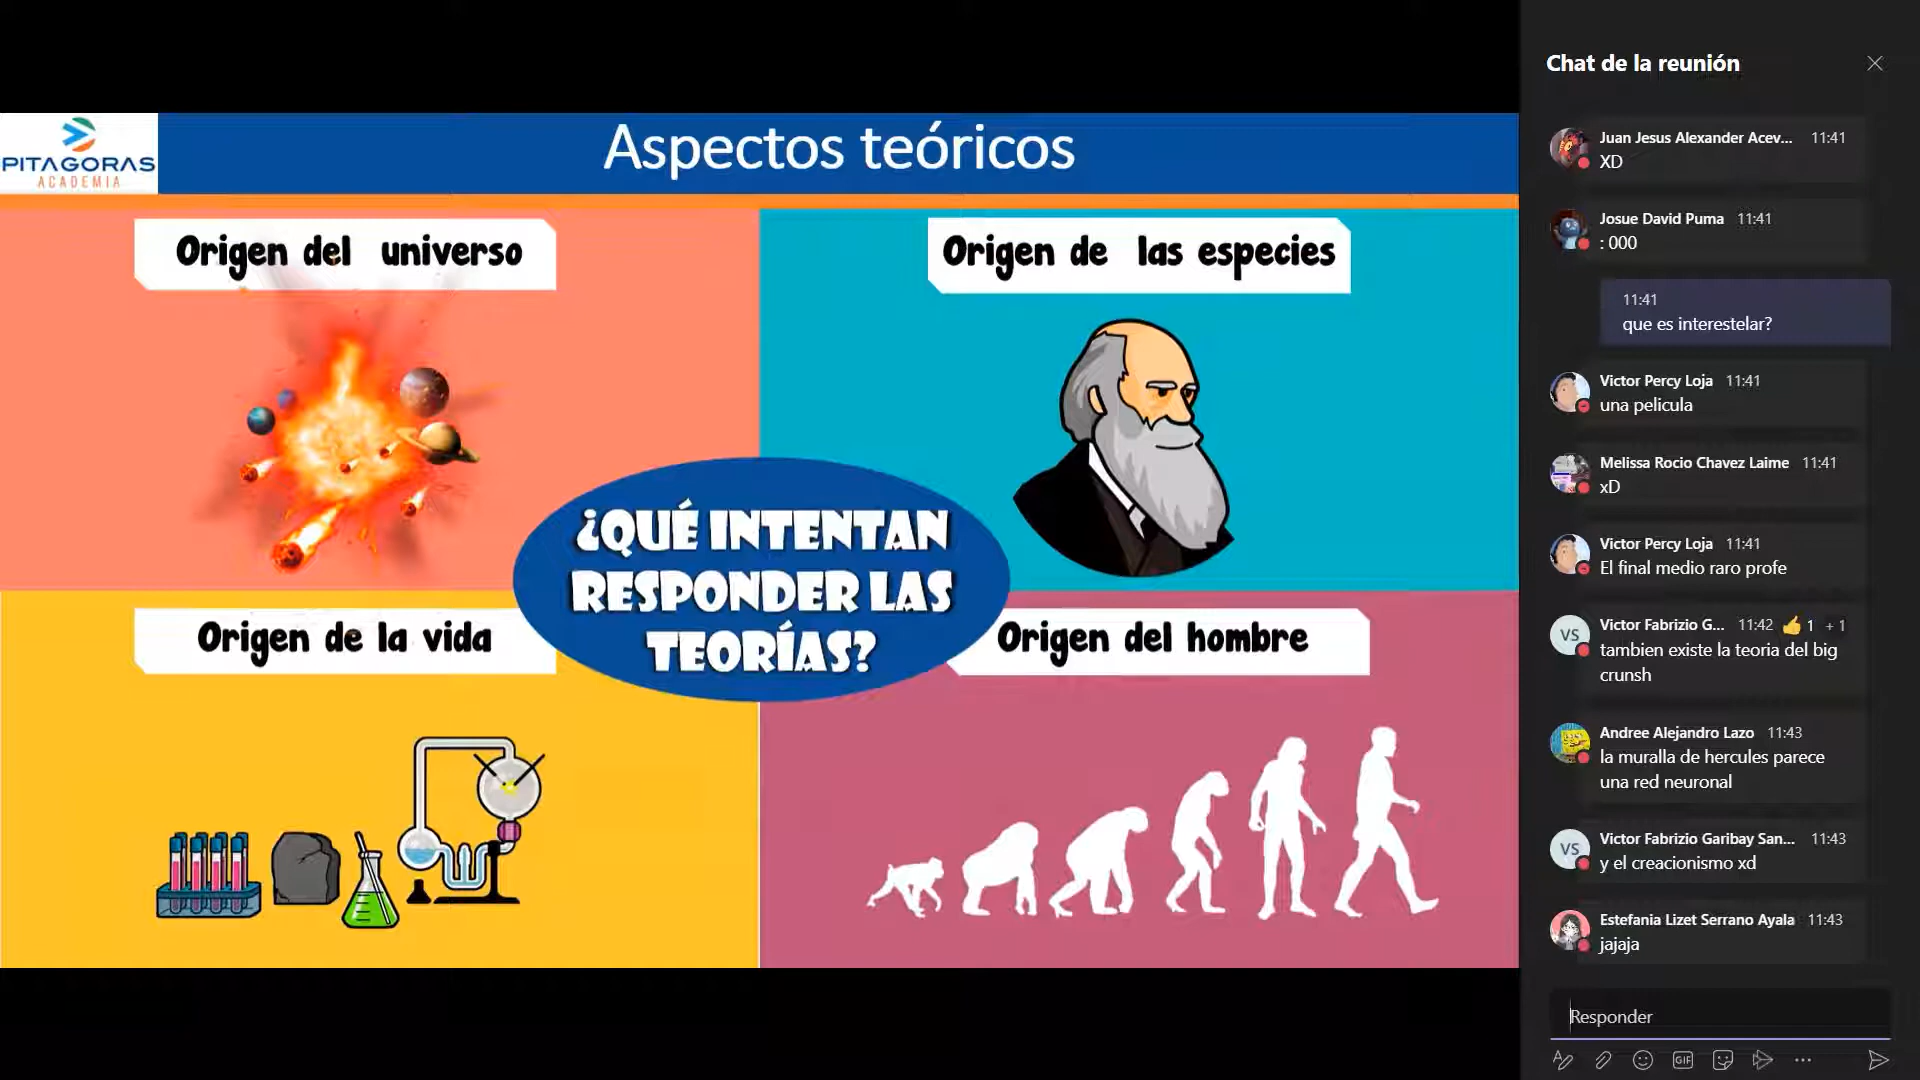 PITAGORAS
ACADEMIA
Aspectos teóricos
Origen del universo
Origen de las especies
¿QUÉ INTENTAN
RESPONDER LAS
TEORÍAS?
Origen de la vida
Origen del hombre
Chat de la reunión
Juan Jesus Alexander Acev... 11:41
XD
Josue David Puma 11:41
: 000
11:41
que es interestelar?
Victor Percy Loja 11:41
una pelicula
Melissa Rocio Chavez Laime 11:41
xD
Victor Percy Loja 11:41
El final medio raro profe
VS
Victor Fabrizio G... 11:42 👍 1 + 1
tambien existe la teoria del big
crunsh
Andree Alejandro Lazo 11:43
la muralla de hercules parece
una red neuronal
VS
Victor Fabrizio Garibay San... 11:43
y el creacionismo xd
Estefania Lizet Serrano Ayala 11:43
jajaja
Responder
GIF